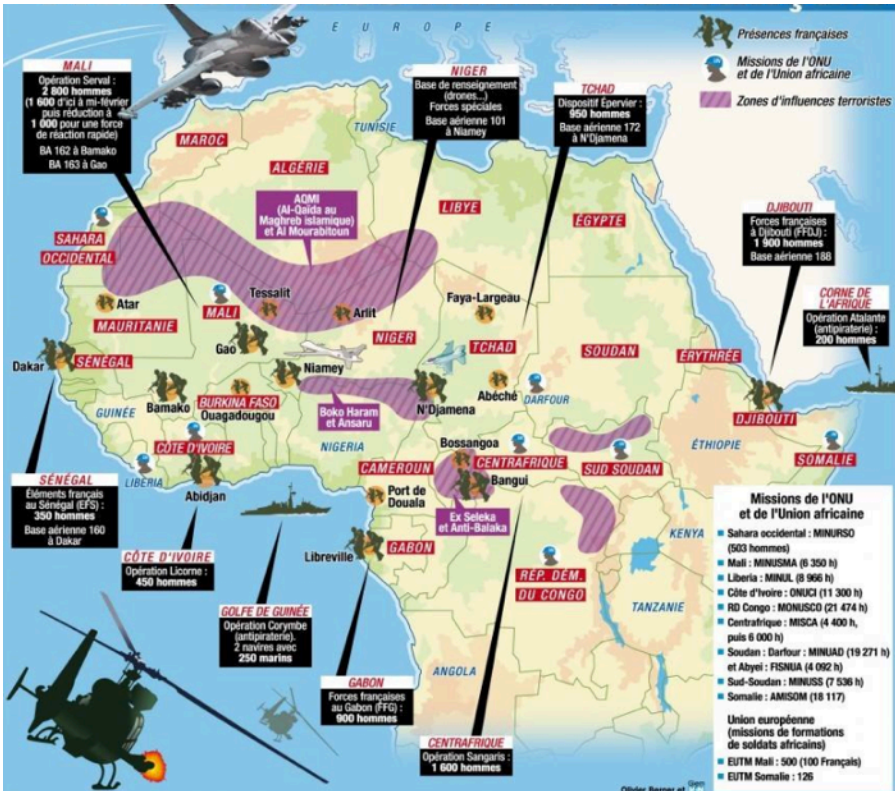 EUROPE
Présences françaises
Missions de l'ONU
et de l'Union africaine
Zones d'influences terroristes
MALI
Opération Serval :
2 800 hommes
(1 600 d'ici à mi-février
puis réduction à
1 000 pour une force
de réaction rapide)
BA 162 à Bamako
BA 163 à Gao
NIGER
Base de renseignement
(drones...)
Forces spéciales
Base aérienne 101
à Niamey
TCHAD
Dispositif Épervier :
950 hommes
Base aérienne 172
à N'Djamena
DJIBOUTI
Forces françaises
à Djibouti (FFDJ) :
1 900 hommes
Base aérienne 188
CORNE DE
L'AFRIQUE
Opération Atalante
(antipiraterie) :
200 hommes
MAROC
TUNISIE
ALGÉRIE
LIBYE
ÉGYPTE
AQMI
(Al-Qaïda au
Maghreb islamique)
et Al Mourabitoun
SAHARA
OCCIDENTAL
Atar
MAURITANIE
MALI
Tessalit
Arlit
Faya-Largeau
Gao
NIGER
TCHAD
SOUDAN
ÉRYTHRÉE
Dakar
SÉNÉGAL
Niamey
Bamako
BURKINA FASO
Ouagadougou
Boko Haram
et Ansaru
N'Djamena
Abéché
DARFOUR
DJIBOUTI
GUINÉE
NIGERIA
ÉTHIOPIE
CÔTE D'IVOIRE
Bossangoa
CAMEROUN
CENTRAFRIQUE
SUD SOUDAN
SOMALIE
LIBERIA
Abidjan
Bangui
Port de
Douala
Ex Seleka
et Anti-Balaka
Libreville
GABON
KENYA
RÉP. DÉM.
DU CONGO
TANZANIE
ANGOLA
SÉNÉGAL
Éléments français
au Sénégal (EFS) :
350 hommes
Base aérienne 160
à Dakar
CÔTE D'IVOIRE
Opération Licorne :
450 hommes
GOLFE DE GUINÉE
Opération Corymbe
(antipiraterie).
2 navires avec
250 marins
GABON
Forces françaises
au Gabon (FFG) :
900 hommes
CENTRAFRIQUE
Opération Sangaris :
1 600 hommes
Missions de l'ONU
et de l'Union africaine
Sahara occidental : MINURSO
(503 hommes)
Mali : MINUSMA (6 350 h)
Liberia : MINUL (8 966 h)
Côte d'Ivoire : ONUCI (11 300 h)
RD Congo : MONUSCO (21 474 h)
Centrafrique : MISCA (4 400 h,
puis 6 000 h)
Soudan : Darfour : MINUAD (19 271 h)
et Abyei : FISNUA (4 092 h)
Sud-Soudan : MINUSS (7 536 h)
Somalie : AMISOM (18 117)
Union européenne
(missions de formations
de soldats africains)
EUTM Mali : 500 (100 Français)
EUTM Somalie : 126